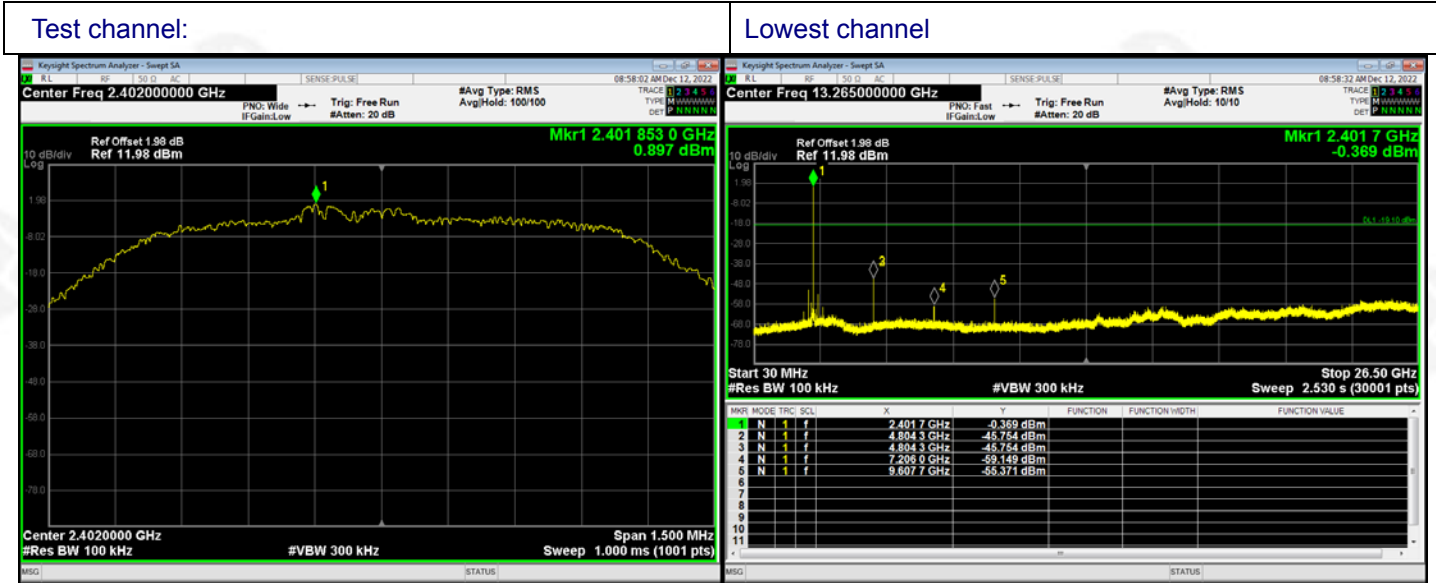 Test channel:
Lowest channel
Keysight Spectrum Analyzer - Swept SA
RL RF 50 Ω AC SENSE:PULSE 08:58:02 AM Dec 12, 2022
Center Freq 2.402000000 GHz
PNO: Wide
IFGain:Low
Trig: Free Run
#Atten: 20 dB
#Avg Type: RMS
Avg|Hold: 100/100
TRACE 1 2 3 4 5 6
TYPE M W W W W W
DET P N N N N N
Mkr1 2.401 853 0 GHz
0.897 dBm
Ref Offset 1.98 dB
10 dB/div Ref 11.98 dBm
Log
1
1.98
-8.02
-18.0
-28.0
-38.0
-48.0
-58.0
-68.0
-78.0
Center 2.4020000 GHz Span 1.500 MHz
#Res BW 100 kHz #VBW 300 kHz Sweep 1.000 ms (1001 pts)
MSG STATUS
Keysight Spectrum Analyzer - Swept SA
RL RF 50 Ω AC SENSE:PULSE 08:58:32 AM Dec 12, 2022
Center Freq 13.265000000 GHz
PNO: Fast
IFGain:Low
Trig: Free Run
#Atten: 20 dB
#Avg Type: RMS
Avg|Hold: 10/10
TRACE 1 2 3 4 5 6
TYPE M W W W W W
DET P N N N N N
Mkr1 2.401 7 GHz
-0.369 dBm
Ref Offset 1.98 dB
10 dB/div Ref 11.98 dBm
Log
1
1.98
-8.02
-18.0
DL1 -19.10 dBm
-28.0
-38.0
-48.0
-58.0
-68.0
-78.0
3
4
5
Start 30 MHz Stop 26.50 GHz
#Res BW 100 kHz #VBW 300 kHz Sweep 2.530 s (30001 pts)
MKR MODE TRC SCL X Y FUNCTION FUNCTION WIDTH FUNCTION VALUE
1 N 1 f 2.401 7 GHz -0.369 dBm
2 N 1 f 4.804 3 GHz -45.754 dBm
3 N 1 f 4.804 3 GHz -45.754 dBm
4 N 1 f 7.206 0 GHz -59.149 dBm
5 N 1 f 9.607 7 GHz -55.371 dBm
6
7
8
9
10
11
MSG STATUS